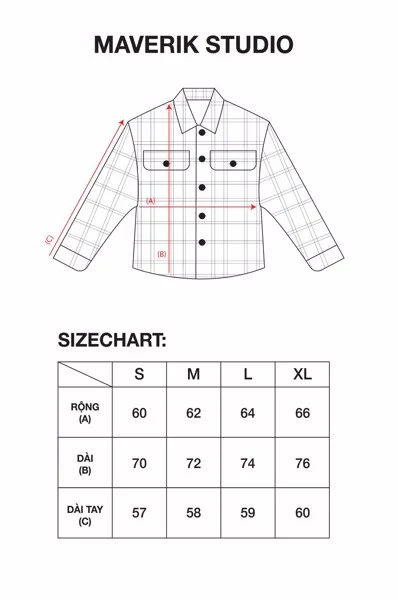 MAVERIK STUDIO
(A)
(B)
(C)
SIZECHART:
S M L XL
RỘNG
(A)
60 62 64 66
DÀI
(B)
70 72 74 76
DÀI TAY
(C)
57 58 59 60